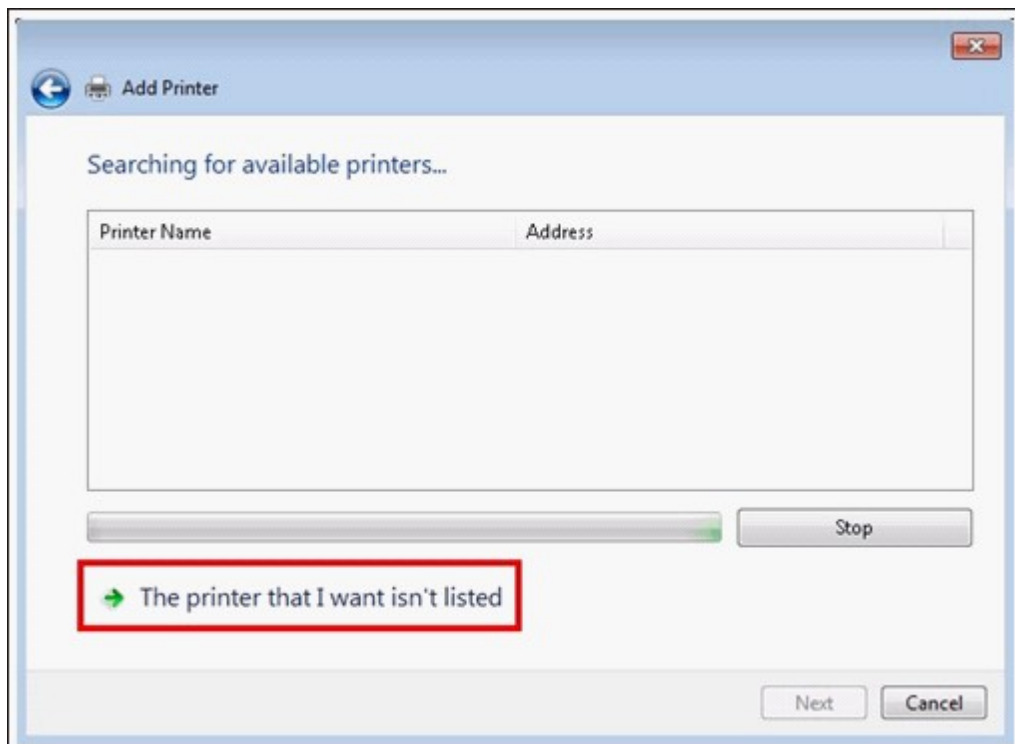 Add Printer
Searching for available printers...
Printer Name Address
Stop
The printer that I want isn't listed
Next Cancel